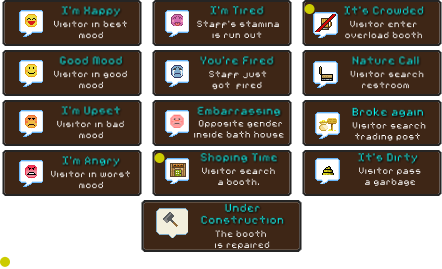 I'm Happy
Visitor in best
mood
I'm Tired
Staff's stamina
is run out
It's Crowded
Visitor enter
overload booth
Good Mood
Visitor in good
mood
You're Fired
Staff just
got fired
Nature Call
Visitor search
restroom
I'm Upset
Visitor in bad
mood
Embarrassing
Opposite gender
inside bath house
Broke again
Visitor search
trading post
I'm Angry
Visitor in worst
mood
Shoping Time
Visitor search
a booth.
It's Dirty
Visitor pass
a garbage
Under
Construction
The booth
is repaired